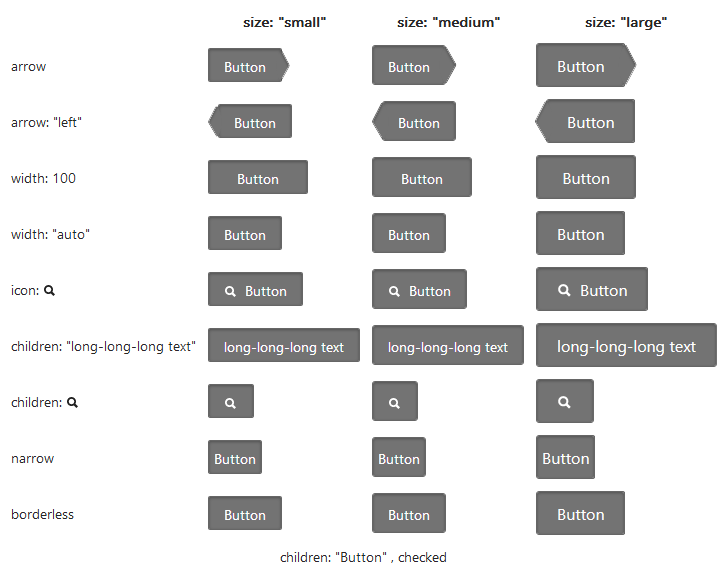 size: "small" size: "medium" size: "large"
arrow Button Button Button
arrow: "left" Button Button Button
width: 100 Button Button Button
width: "auto" Button Button Button
icon: Button Button Button
children: "long-long-long text" long-long-long text long-long-long text long-long-long text
children:
narrow Button Button Button
borderless Button Button Button
children: "Button" , checked